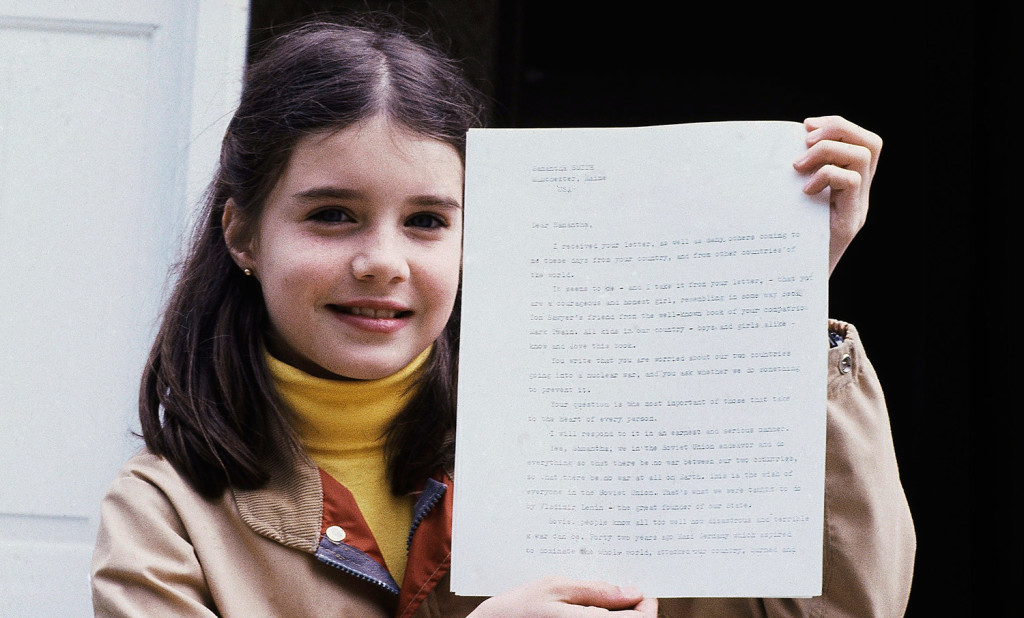 Samantha SMITH
Manchester, Maine
USA
Dear Samantha,
I received your letter, as well as many others coming to
me these days from your country, and from other countries of
the world.
It seems to me - and I take it from your letter, - that you
are a courageous and honest girl, resembling in some way Becky,
Tom Sawyer's friend from the well-known book of your compatriot
Mark Twain. All kids in our country - boys and girls alike -
know and love this book.
You write that you are worried about our two countries
going into a nuclear war, and you ask whether we do something
to prevent it.
Your question is the most important of those that take
to the heart of every person.
I will respond to it in an earnest and serious manner.
Yes, Samantha, we in the Soviet Union endeavor and do
everything so that there be no war between our two countries,
so that there be no war at all on Earth. This is the wish of
everyone in the Soviet Union. That's what we were taught to do
by Vladimir Lenin - the great founder of our State.
Soviet people know all too well how disastrous and terrible
a war can be. Forty two years ago Nazi Germany which aspired
to dominate the whole world, attacked our country, burned and